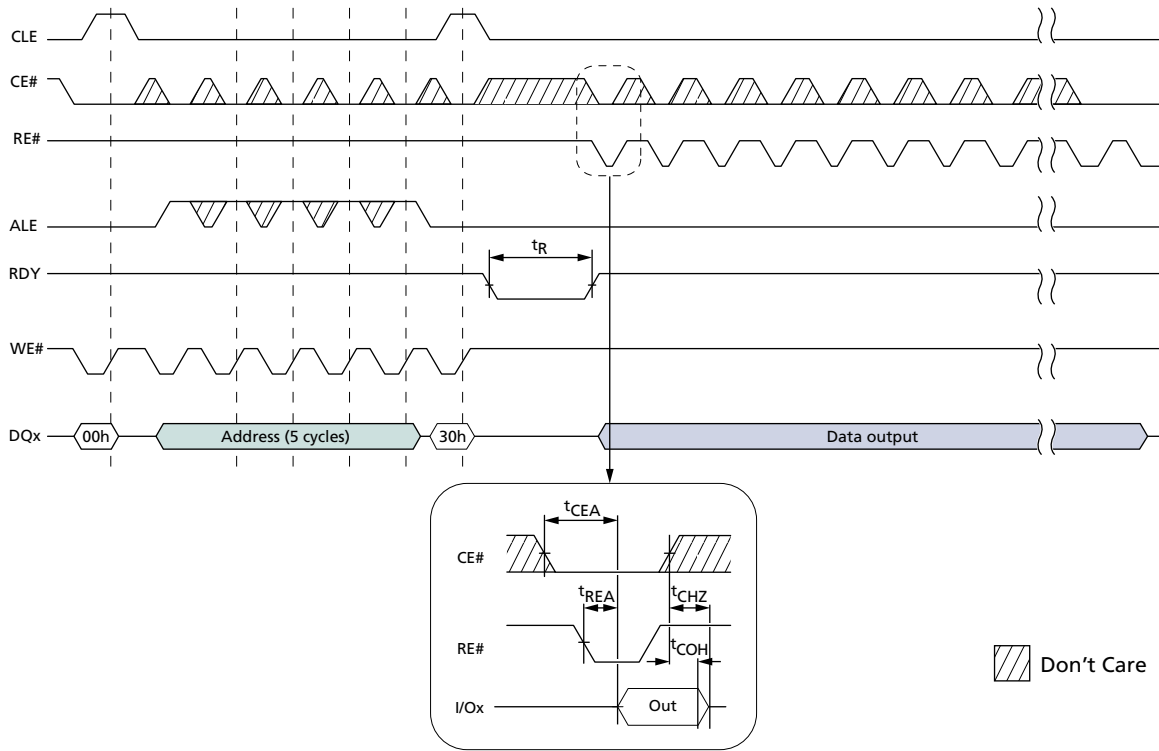 CLE
CE#
RE#
ALE
tR
RDY
WE#
DQx 00h Address (5 cycles) 30h Data output
tCEA
CE#
tREA tCHZ
RE# tCOH
I/Ox Out
Don't Care